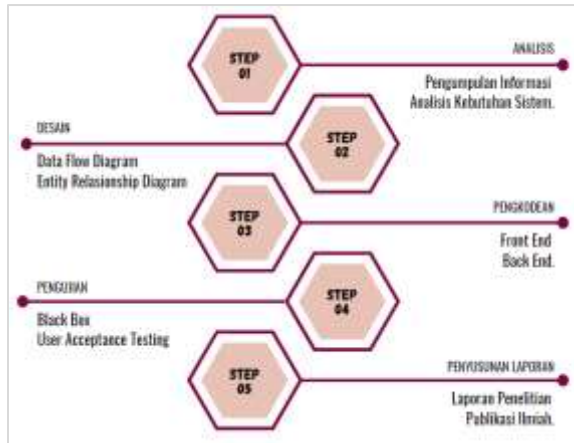 STEP
01
ANALISIS
Pengumpulan Informasi
Analisis Kebutuhan Sistem.
STEP
02
DESAIN
Data Flow Diagram
Entity Relasionship Diagram
STEP
03
PENGKODEAN
Front End
Back End.
STEP
04
PENGUJIAN
Black Box
User Acceptance Testing
STEP
05
PENYUSUNAN LAPORAN
Laporan Penelitian
Publikasi Ilmiah.